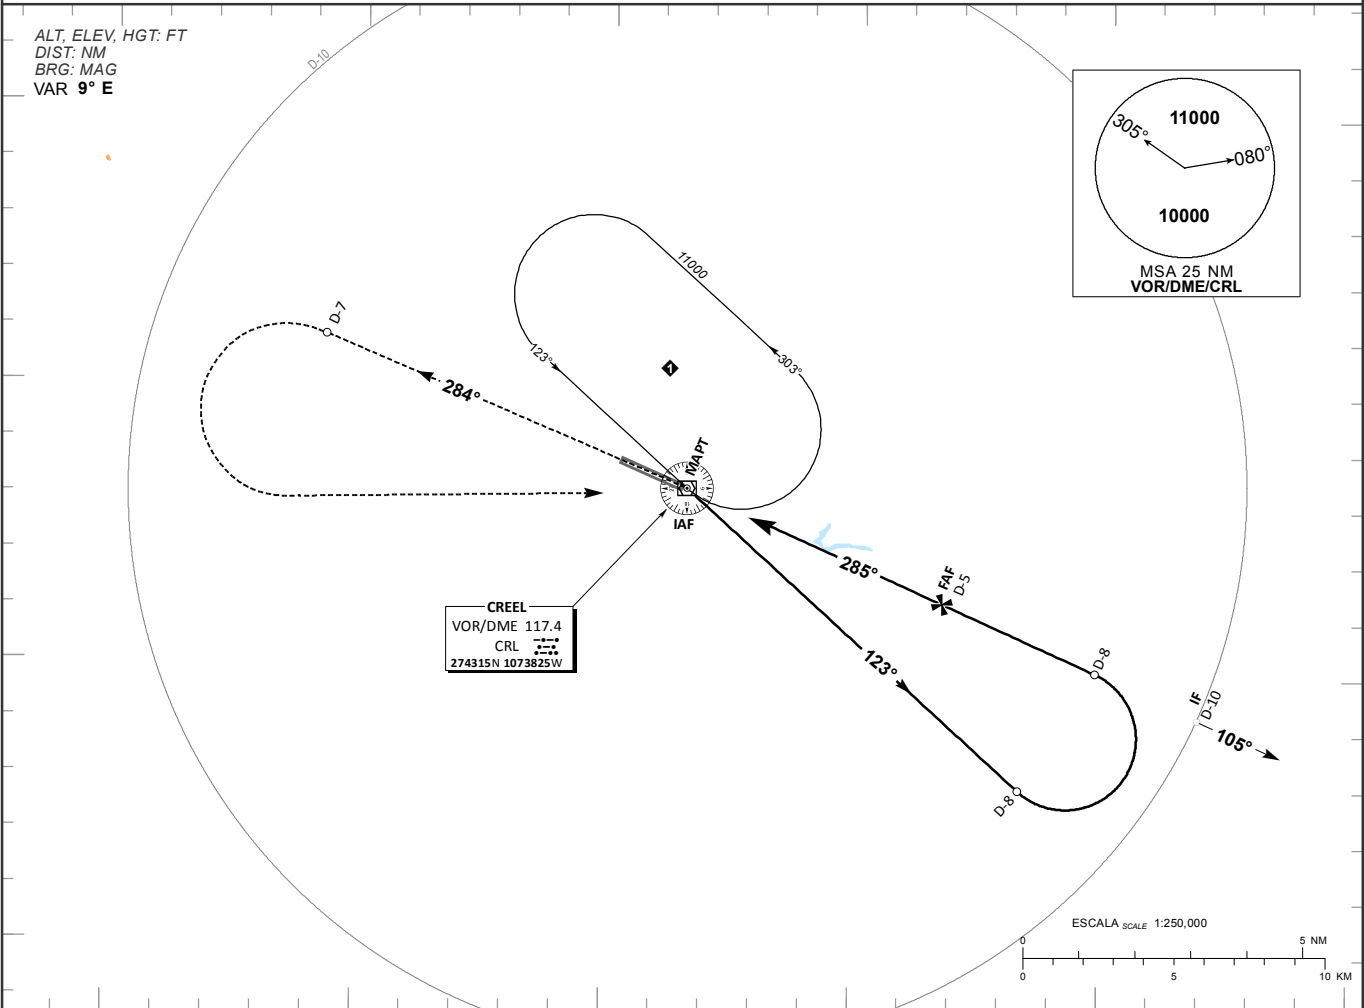 ALT, ELEV, HGT: FT
DIST: NM
BRG: MAG
VAR 9° E
D-10
305°
11000
080°
10000
MSA 25 NM
VOR/DME/CRL
11000
D-7
123°
303°
1
284°
MAPT
IAF
285°
FAF
D-5
CREEL
VOR/DME 117.4
CRL
274315N 1073825W
123°
D-8
IF
D-10
105°
D-8
ESCALA SCALE 1:250,000
0 5 NM
0 5 10 KM